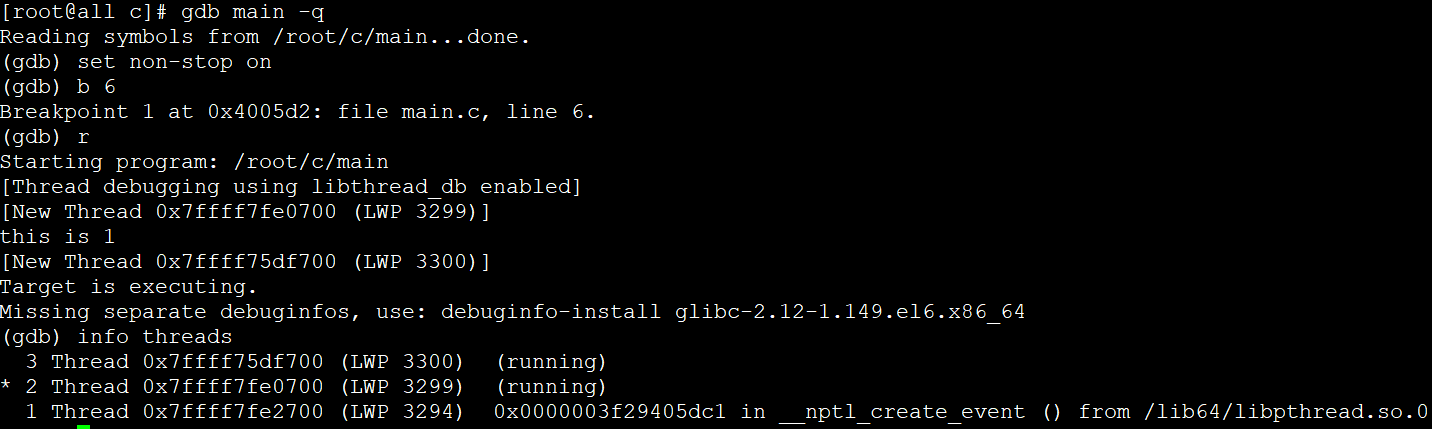 [root@all c]# gdb main -q
Reading symbols from /root/c/main...done.
(gdb) set non-stop on
(gdb) b 6
Breakpoint 1 at 0x4005d2: file main.c, line 6.
(gdb) r
Starting program: /root/c/main
[Thread debugging using libthread_db enabled]
[New Thread 0x7ffff7fe0700 (LWP 3299)]
this is 1
[New Thread 0x7ffff75df700 (LWP 3300)]
Target is executing.
Missing separate debuginfos, use: debuginfo-install glibc-2.12-1.149.el6.x86_64
(gdb) info threads
  3 Thread 0x7ffff75df700 (LWP 3300)  (running)
* 2 Thread 0x7ffff7fe0700 (LWP 3299)  (running)
  1 Thread 0x7ffff7fe2700 (LWP 3294)  0x0000003f29405dc1 in __nptl_create_event () from /lib64/libpthread.so.0